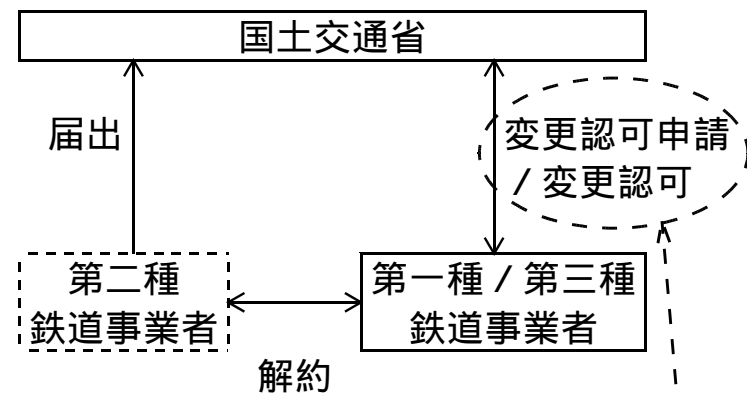 国土交通省
届出
変更認可申請
/ 変更認可
第二種
鉄道事業者
第一種 / 第三種
鉄道事業者
解約